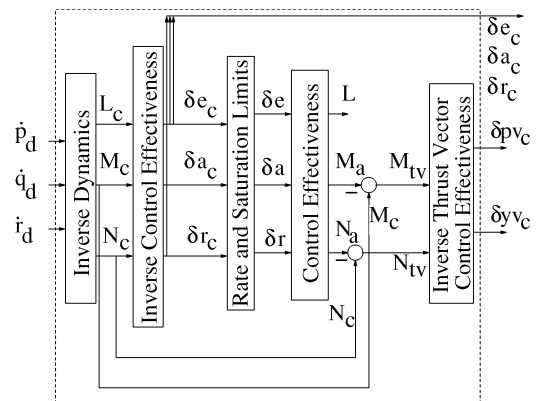 δe_c
δa_c
δr_c
ṗ_d
q̇_d
ṙ_d
Inverse Dynamics
L_c
M_c
N_c
Inverse Control Effectiveness
δe_c
δa_c
δr_c
Rate and Saturation Limits
δe
δa
δr
Control Effectiveness
L
M_a
N_a
−
−
M_c
N_c
M_tv
N_tv
Inverse Thrust Vector
Control Effectiveness
δpv_c
δyv_c